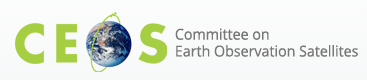 CEOS
Committee on
Earth Observation Satellites